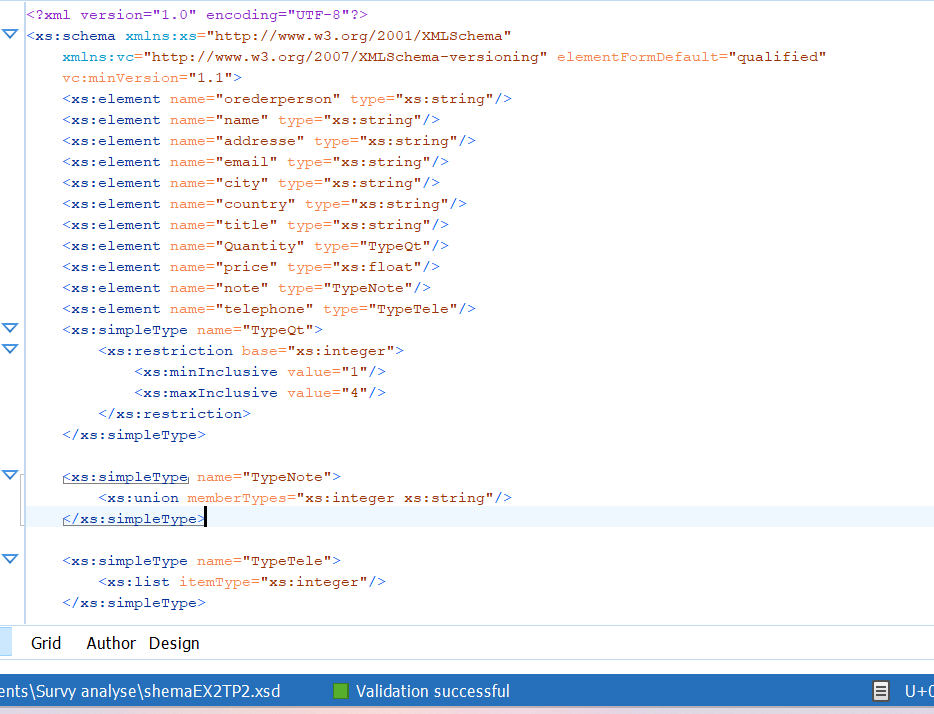 <?xml version="1.0" encoding="UTF-8"?>
<xs:schema xmlns:xs="http://www.w3.org/2001/XMLSchema"
xmlns:vc="http://www.w3.org/2007/XMLSchema-versioning" elementFormDefault="qualified"
vc:minVersion="1.1">
<xs:element name="orederperson" type="xs:string"/>
<xs:element name="name" type="xs:string"/>
<xs:element name="addresse" type="xs:string"/>
<xs:element name="email" type="xs:string"/>
<xs:element name="city" type="xs:string"/>
<xs:element name="country" type="xs:string"/>
<xs:element name="title" type="xs:string"/>
<xs:element name="Quantity" type="TypeQt"/>
<xs:element name="price" type="xs:float"/>
<xs:element name="note" type="TypeNote"/>
<xs:element name="telephone" type="TypeTele"/>
<xs:simpleType name="TypeQt">
<xs:restriction base="xs:integer">
<xs:minInclusive value="1"/>
<xs:maxInclusive value="4"/>
</xs:restriction>
</xs:simpleType>
<xs:simpleType name="TypeNote">
<xs:union memberTypes="xs:integer xs:string"/>
</xs:simpleType>
<xs:simpleType name="TypeTele">
<xs:list itemType="xs:integer"/>
</xs:simpleType>
Grid Author Design
ents\Survy analyse\shemaEX2TP2.xsd Validation successful